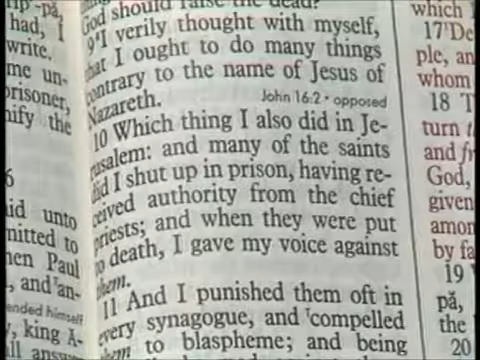 rip'-pă,
had, I
write.
me un-
prisoner,
nify the
6
unto
mitted to
Paul
and 'an-
ended himself
king A-
all
God should raise the dead?
9 'I verily thought with myself,
that I ought to do many things
contrary to the name of Jesus of
Nazareth.
John 16:2 • opposed
10 Which thing I also did in Je-
rusalem: and many of the saints
did I shut up in prison, having re-
ceived authority from the chief
priests; and when they were put
to death, I gave my voice against
them.
11 And I punished them oft in
every synagogue, and 'compelled
them to blaspheme; and being
which I
17 'De
ple, an
whom
18 T
turn t
and fr
God,
given
amon
by fa
19
pă,
the
20